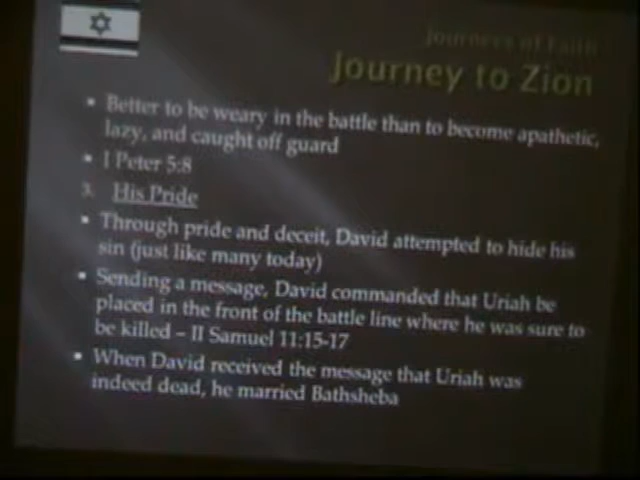 Journeys of Faith
Journey to Zion
▪ Better to be weary in the battle than to become apathetic,
lazy, and caught off guard
▪ I Peter 5:8
3. His Pride
▪ Through pride and deceit, David attempted to hide his
sin (just like many today)
▪ Sending a message, David commanded that Uriah be
placed in the front of the battle line where he was sure to
be killed – II Samuel 11:15-17
▪ When David received the message that Uriah was
indeed dead, he married Bathsheba